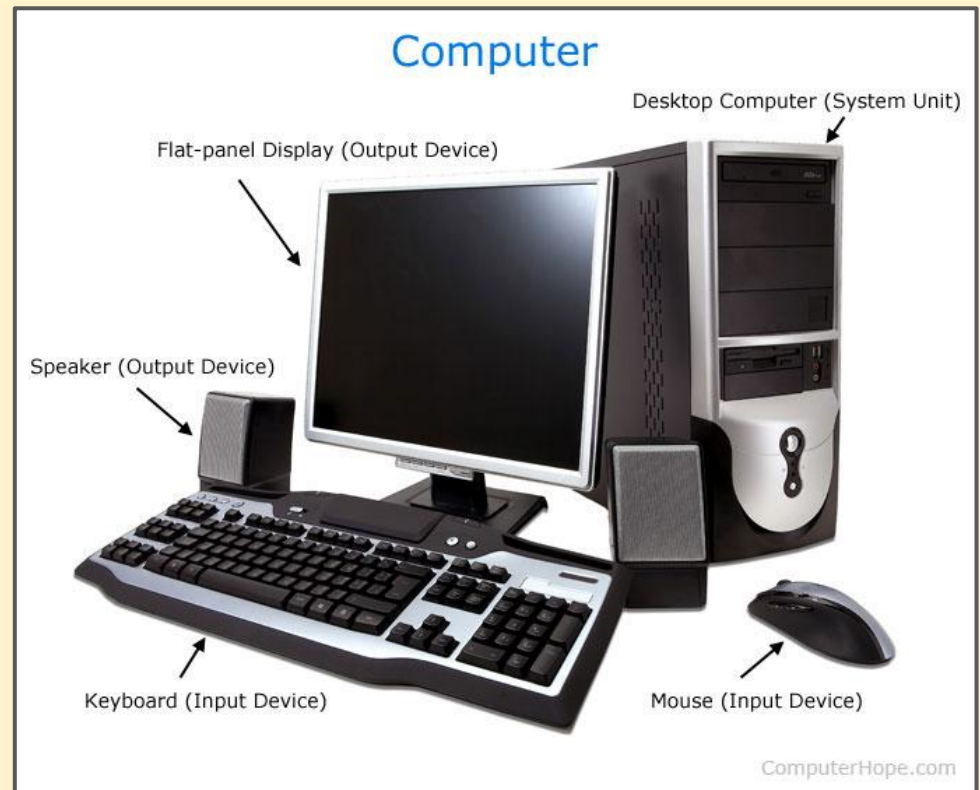 Computer
Desktop Computer (System Unit)
Flat-panel Display (Output Device)
Speaker (Output Device)
Keyboard (Input Device)
Mouse (Input Device)
ComputerHope.com